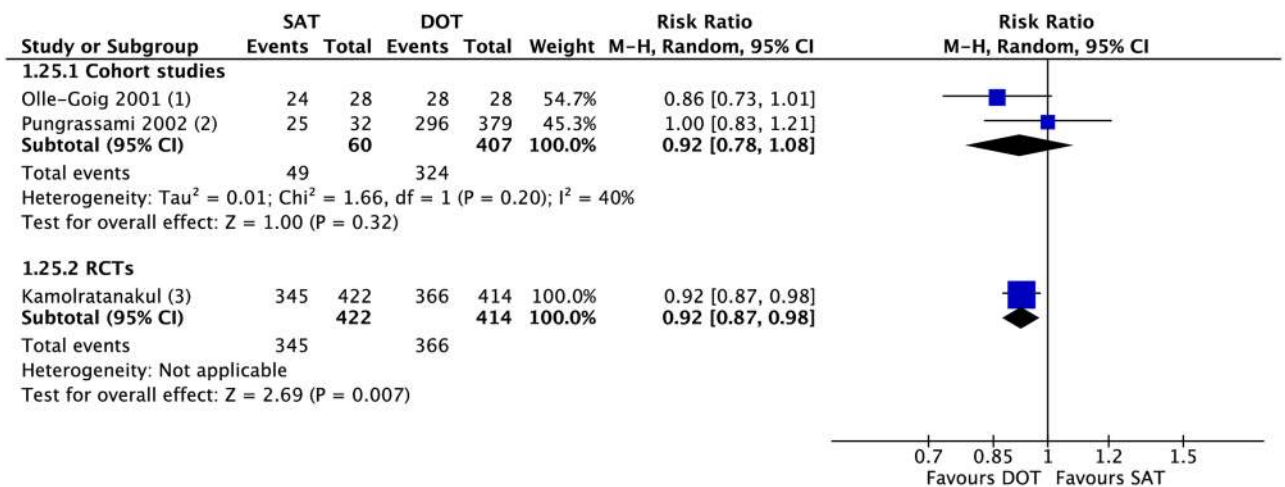 SAT DOT Risk Ratio Risk Ratio
Study or Subgroup Events Total Events Total Weight M-H, Random, 95% CI M-H, Random, 95% CI
1.25.1 Cohort studies
Olle-Goig 2001 (1) 24 28 28 28 54.7% 0.86 [0.73, 1.01]
Pungrassami 2002 (2) 25 32 296 379 45.3% 1.00 [0.83, 1.21]
Subtotal (95% CI) 60 407 100.0% 0.92 [0.78, 1.08]
Total events 49 324
Heterogeneity: Tau² = 0.01; Chi² = 1.66, df = 1 (P = 0.20); I² = 40%
Test for overall effect: Z = 1.00 (P = 0.32)
1.25.2 RCTs
Kamolratanakul (3) 345 422 366 414 100.0% 0.92 [0.87, 0.98]
Subtotal (95% CI) 422 414 100.0% 0.92 [0.87, 0.98]
Total events 345 366
Heterogeneity: Not applicable
Test for overall effect: Z = 2.69 (P = 0.007)
0.7 0.85 1 1.2 1.5
Favours DOT Favours SAT